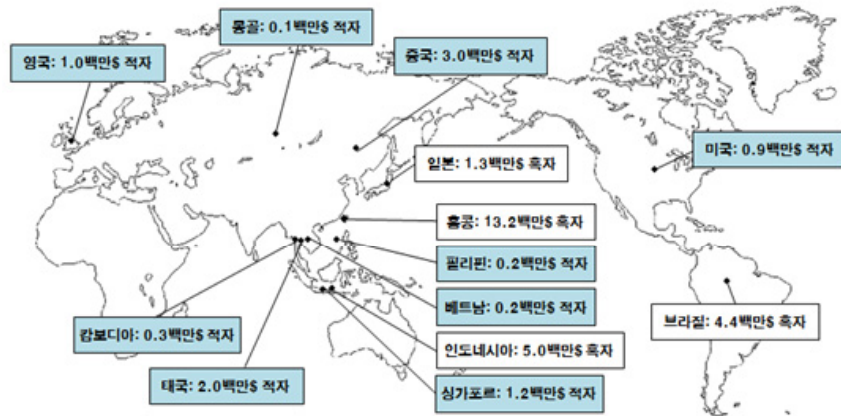 몽골: 0.1백만$ 적자
영국: 1.0백만$ 적자
중국: 3.0백만$ 적자
일본: 1.3백만$ 흑자
미국: 0.9백만$ 적자
홍콩: 13.2백만$ 흑자
필리핀: 0.2백만$ 적자
베트남: 0.2백만$ 적자
브라질: 4.4백만$ 흑자
캄보디아: 0.3백만$ 적자
인도네시아: 5.0백만$ 흑자
태국: 2.0백만$ 적자
싱가포르: 1.2백만$ 적자